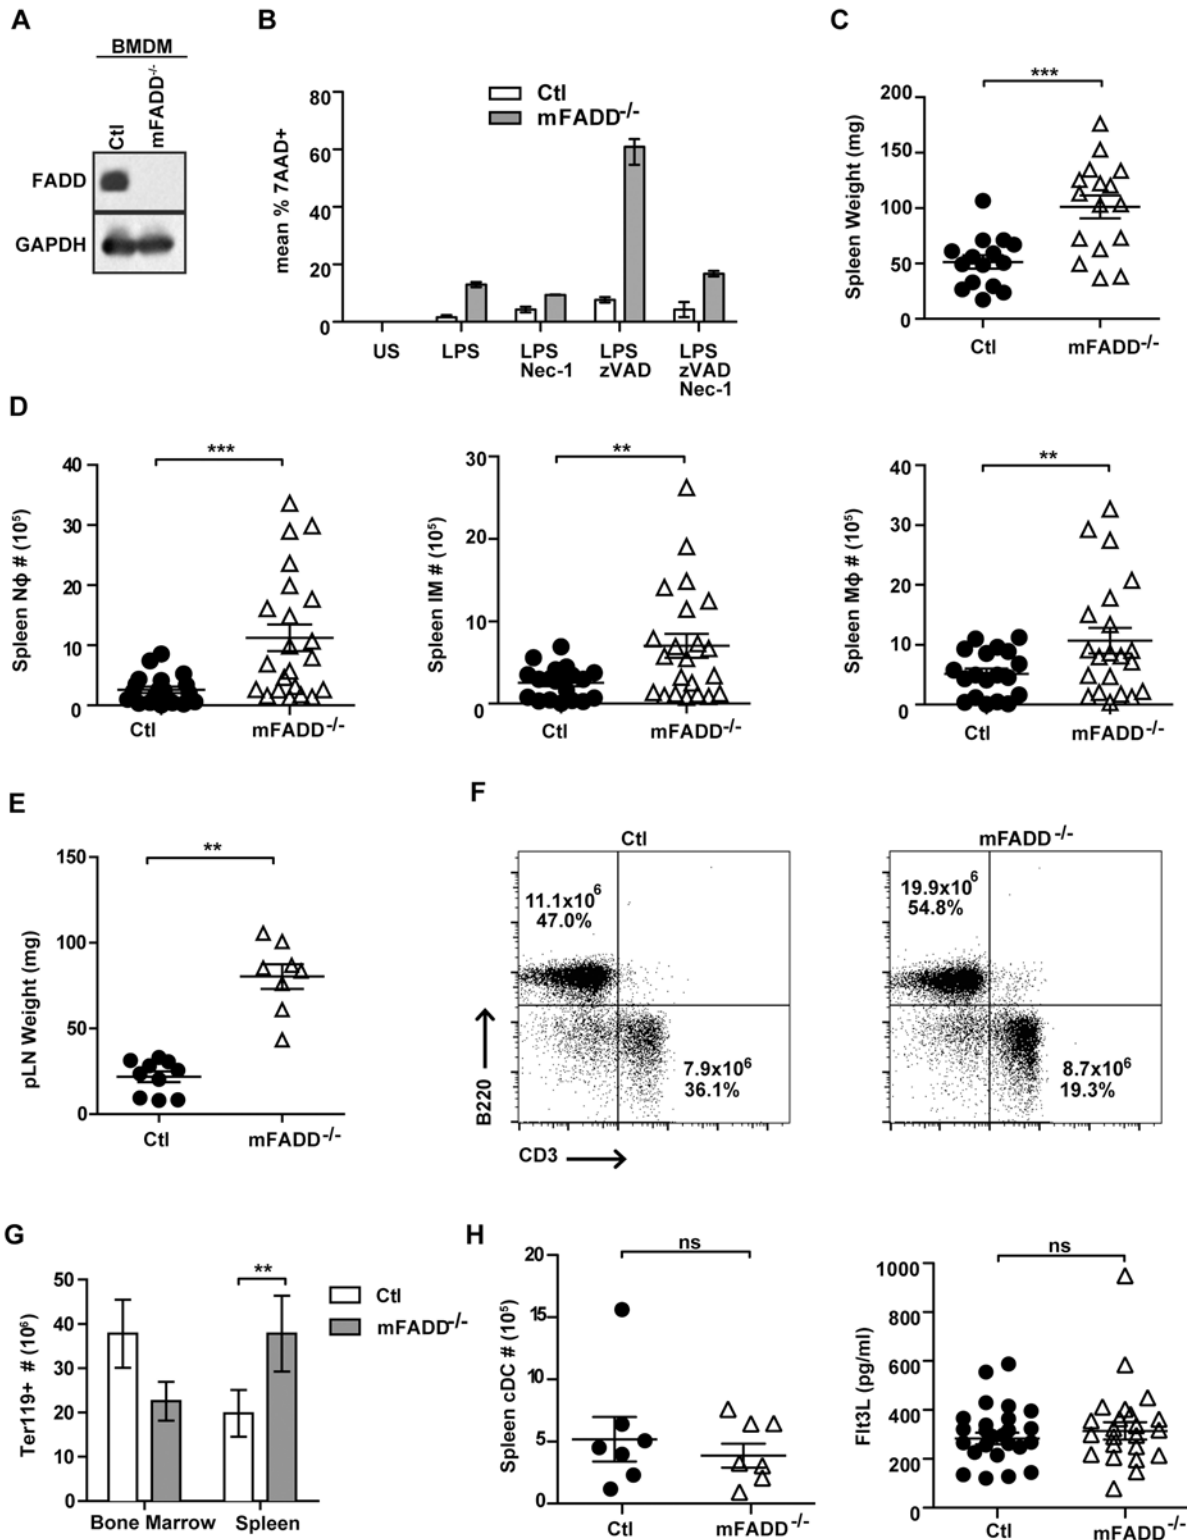 A
BMDM
Ctl
mFADD-/-
FADD
GAPDH
B
Ctl
mFADD-/-
mean % 7AAD+
80
60
40
20
0
US
LPS
LPS
Nec-1
LPS
zVAD
LPS
zVAD
Nec-1
C
***
Spleen Weight (mg)
200
150
100
50
0
Ctl
mFADD-/-
D
***
Spleen Nϕ # (10⁵)
40
30
20
10
0
Ctl
mFADD-/-
**
Spleen IM # (10⁵)
30
20
10
0
Ctl
mFADD-/-
**
Spleen Mϕ # (10⁵)
40
30
20
10
0
Ctl
mFADD-/-
E
**
pLN Weight (mg)
150
100
50
0
Ctl
mFADD-/-
F
Ctl
11.1x10⁶
47.0%
7.9x10⁶
36.1%
B220
CD3
mFADD-/-
19.9x10⁶
54.8%
8.7x10⁶
19.3%
G
**
Ter119+ # (10⁶)
50
40
30
20
10
0
Bone Marrow
Spleen
Ctl
mFADD-/-
H
ns
Spleen cDC # (10⁵)
20
15
10
5
0
Ctl
mFADD-/-
ns
Flt3L (pg/ml)
1000
800
600
400
200
0
Ctl
mFADD-/-